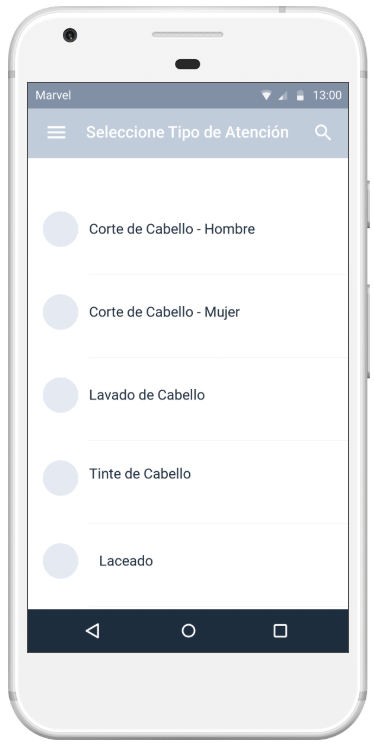 Marvel 13:00
Seleccione Tipo de Atención
Corte de Cabello - Hombre
Corte de Cabello - Mujer
Lavado de Cabello
Tinte de Cabello
Laceado